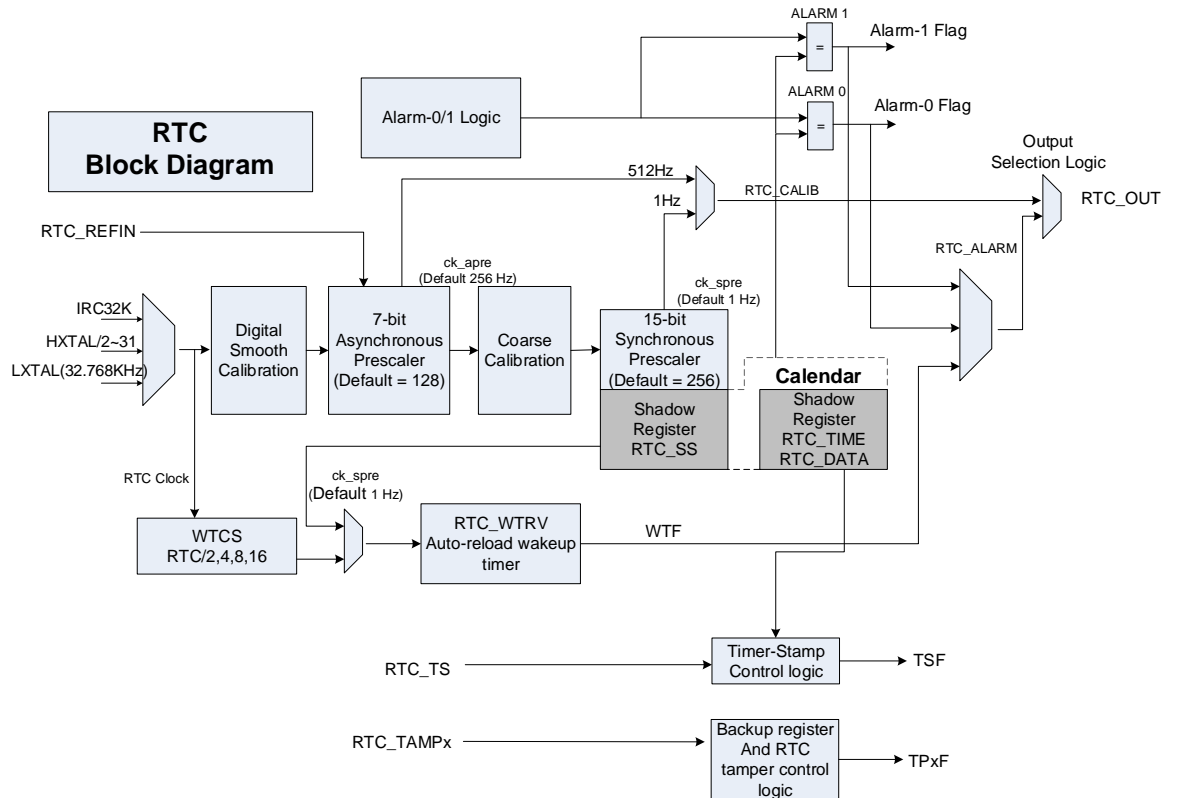 ALARM 1
Alarm-1 Flag
=
Alarm-0/1 Logic
ALARM 0
Alarm-0 Flag
=
RTC
Block Diagram
Output
Selection Logic
512Hz
RTC_CALIB
RTC_OUT
1Hz
RTC_REFIN
RTC_ALARM
ck_apre
(Default 256 Hz)
ck_spre
(Default 1 Hz)
IRC32K
HXTAL/2~31
LXTAL(32.768KHz)
Digital
Smooth
Calibration
7-bit
Asynchronous
Prescaler
(Default = 128)
Coarse
Calibration
15-bit
Synchronous
Prescaler
(Default = 256)
Calendar
Shadow
Register
RTC_SS
Shadow
Register
RTC_TIME
RTC_DATA
RTC Clock
ck_spre
(Default 1 Hz)
WTCS
RTC/2,4,8,16
RTC_WTRV
Auto-reload wakeup
timer
WTF
RTC_TS
Timer-Stamp
Control logic
TSF
RTC_TAMPx
Backup register
And RTC
tamper control
logic
TPxF